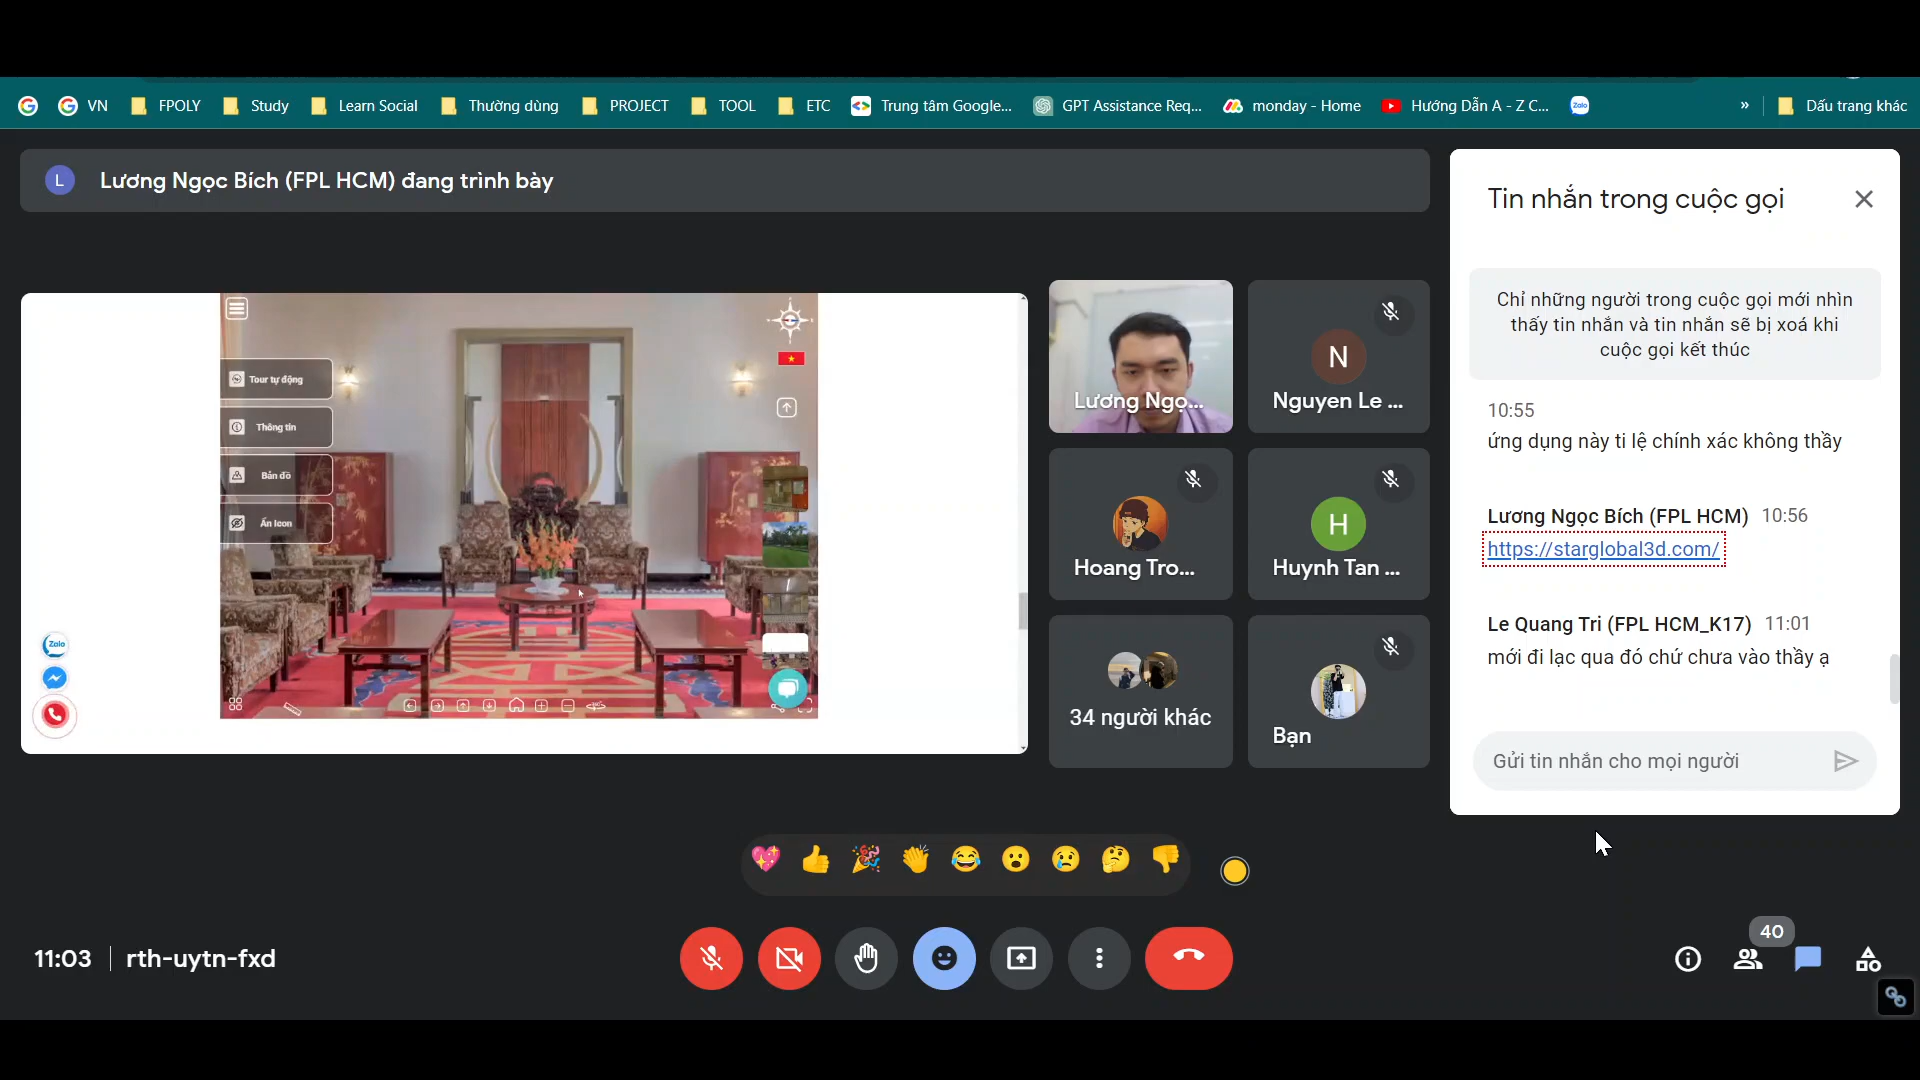 VN
FPOLY
Study
Learn Social
Thường dùng
PROJECT
TOOL
ETC
Trung tâm Google...
GPT Assistance Req...
monday - Home
Hướng Dẫn A - Z C...
Zalo
»
Dấu trang khác
L
Lương Ngọc Bích (FPL HCM) đang trình bày
Tour tự động
Thông tin
Bản đồ
Ẩn Icon
Zalo
Lương Ngọ...
N
Nguyen Le ...
Hoang Tro...
H
Huynh Tan ...
34 người khác
Bạn
Tin nhắn trong cuộc gọi
Chỉ những người trong cuộc gọi mới nhìn
thấy tin nhắn và tin nhắn sẽ bị xoá khi
cuộc gọi kết thúc
10:55
ứng dụng này ti lệ chính xác không thầy
Lương Ngọc Bích (FPL HCM) 10:56
https://starglobal3d.com/
Le Quang Tri (FPL HCM_K17) 11:01
mới đi lạc qua đó chứ chưa vào thầy ạ
Gửi tin nhắn cho mọi người
11:03 | rth-uytn-fxd
40